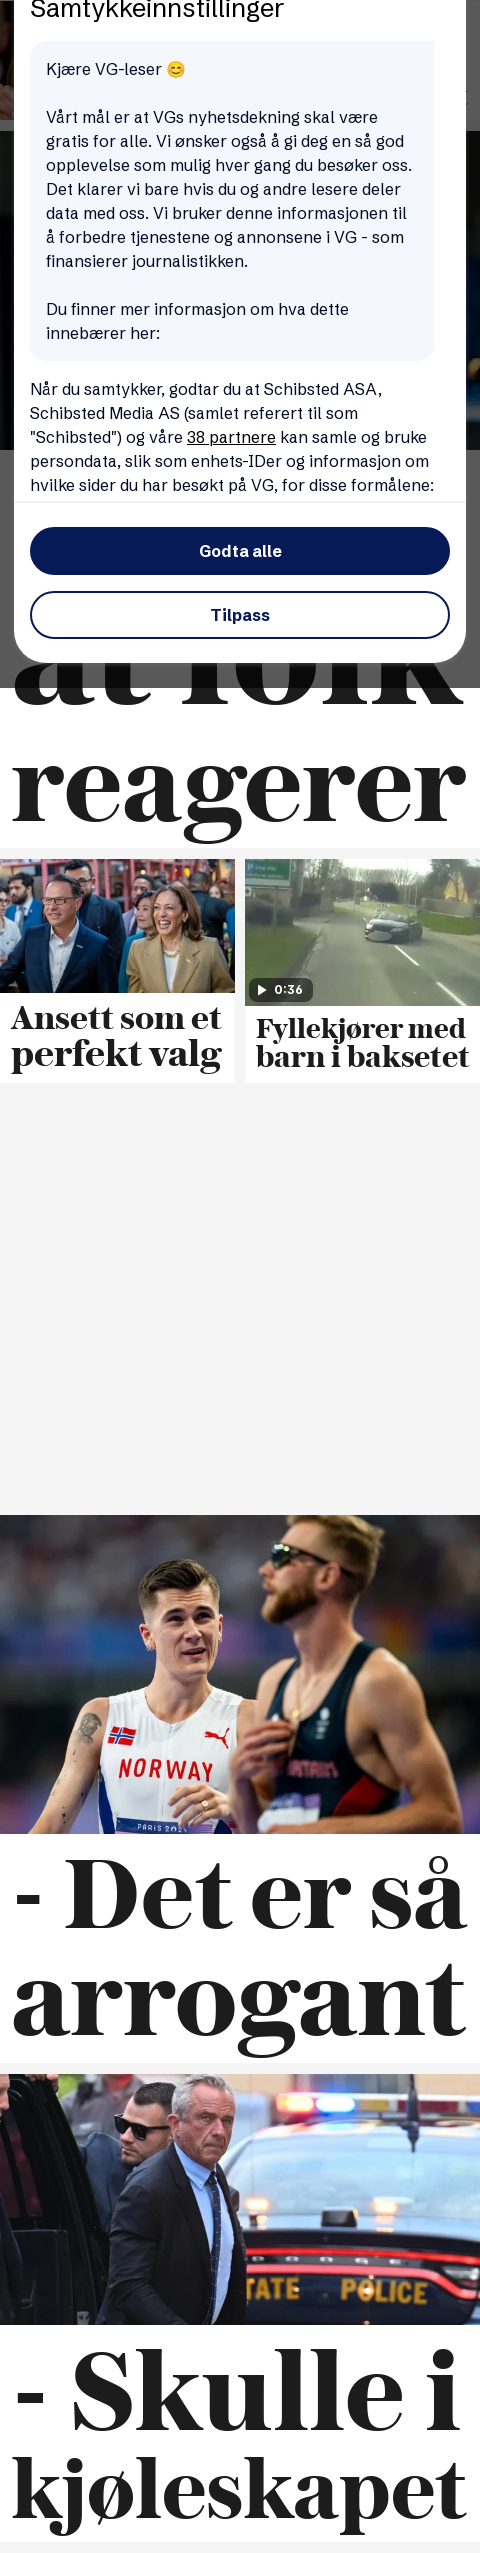 Samtykkeinnstillinger
Kjære VG-leser 😊
Vårt mål er at VGs nyhetsdekning skal være
gratis for alle. Vi ønsker også å gi deg en så god
opplevelse som mulig hver gang du besøker oss.
Det klarer vi bare hvis du og andre lesere deler
data med oss. Vi bruker denne informasjonen til
å forbedre tjenestene og annonsene i VG - som
finansierer journalistikken.
Du finner mer informasjon om hva dette
innebærer her:
Når du samtykker, godtar du at Schibsted ASA,
Schibsted Media AS (samlet referert til som
"Schibsted") og våre 38 partnere kan samle og bruke
persondata, slik som enhets-IDer og informasjon om
hvilke sider du har besøkt på VG, for disse formålene:
Godta alle
Tilpass
at folk
reagerer
0:36
Ansett som et
perfekt valg
Fyllekjører med
barn i baksetet
NORWAY
PARIS 2024
- Det er så
arrogant
TATE POLICE
- Skulle i
kjøleskapet